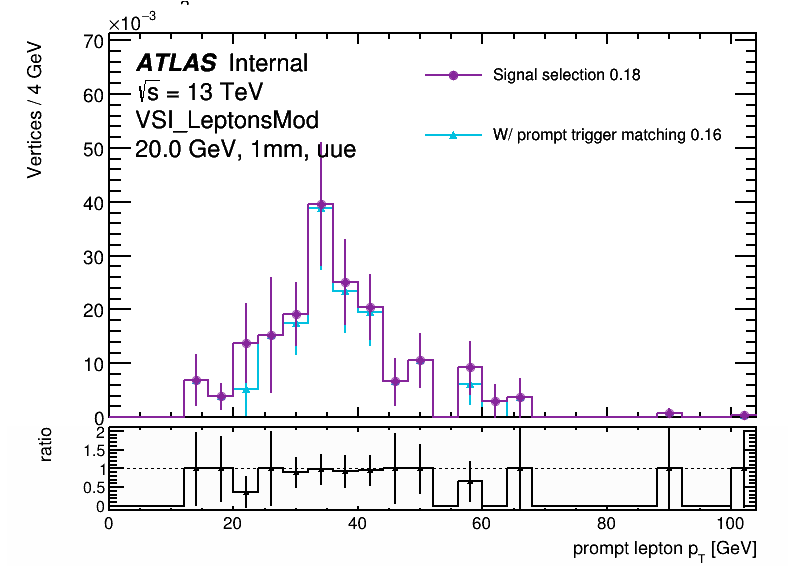 ×10⁻³
Vertices / 4 GeV
70
60
50
40
30
20
10
0
ATLAS Internal
√s = 13 TeV
VSI_LeptonsMod
20.0 GeV, 1mm, uue
Signal selection 0.18
W/ prompt trigger matching 0.16
ratio
2
1.5
1
0.5
0
0 20 40 60 80 100
prompt lepton p_T [GeV]